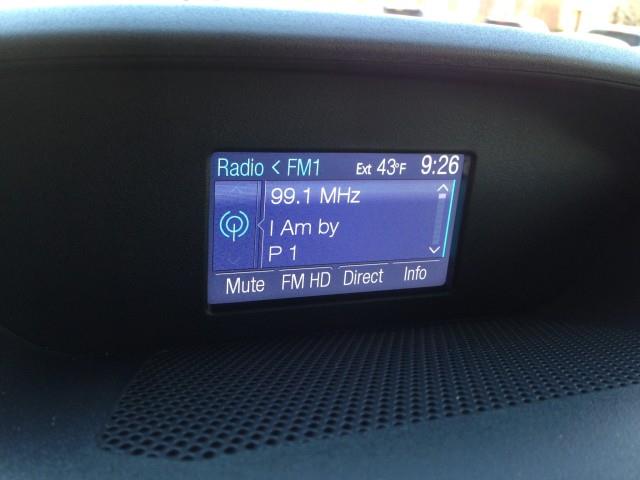 Radio < FM1 Ext 43°F 9:26
99.1 MHz
I Am by
P 1
Mute FM HD Direct Info